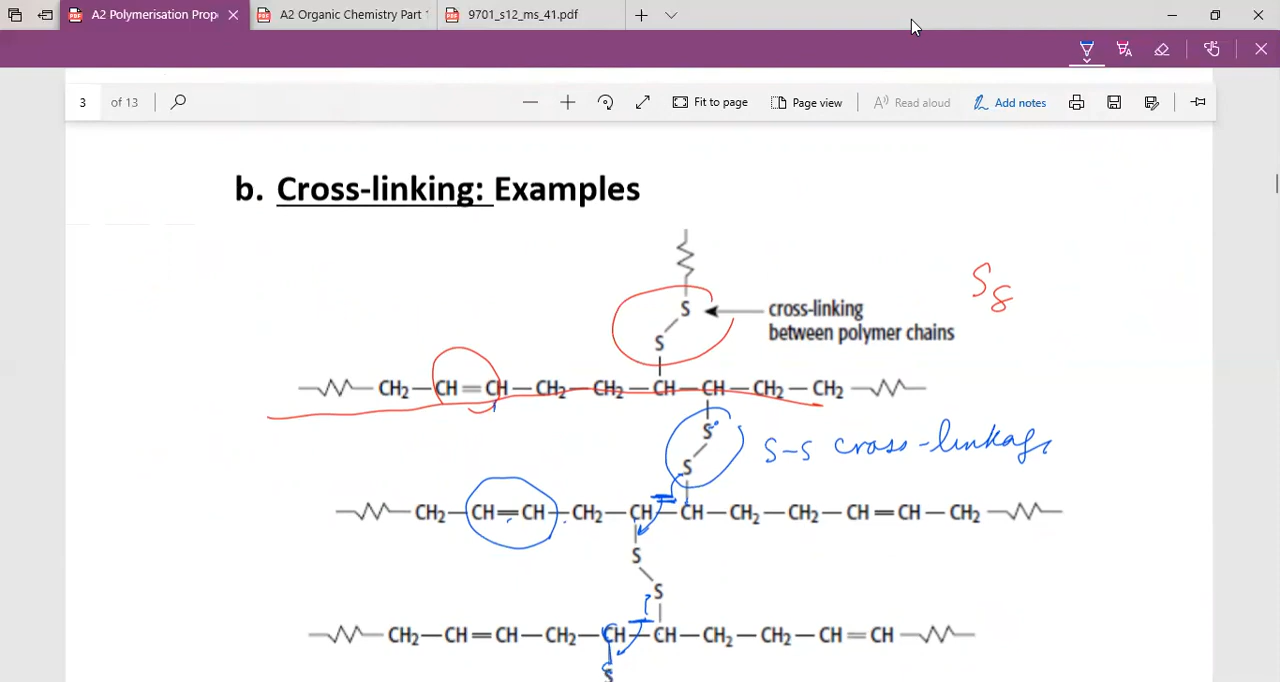 A2 Polymerisation Prop
A2 Organic Chemistry Part 1
9701_s12_ms_41.pdf
3 of 13
Fit to page
Page view
Read aloud
Add notes
b. Cross-linking: Examples
S
S8
cross-linking
between polymer chains
S
CH2—CH=CH—CH2—CH2—CH—CH—CH2—CH2
S
S-S cross-linkage
S
CH2—CH=CH—CH2—CH—CH—CH2—CH2—CH=CH—CH2
S
S
CH2—CH=CH—CH2—CH—CH—CH2—CH2—CH=CH
S